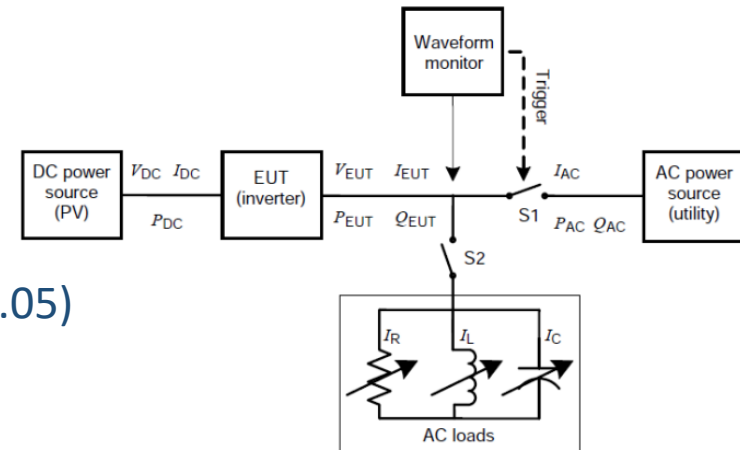 Waveform
monitor
Trigger
DC power
source
(PV)
VDC IDC
PDC
EUT
(inverter)
VEUT IEUT
PEUT QEUT
S1
IAC
PAC QAC
AC power
source
(utility)
S2
.05)
IR
IL
IC
AC loads